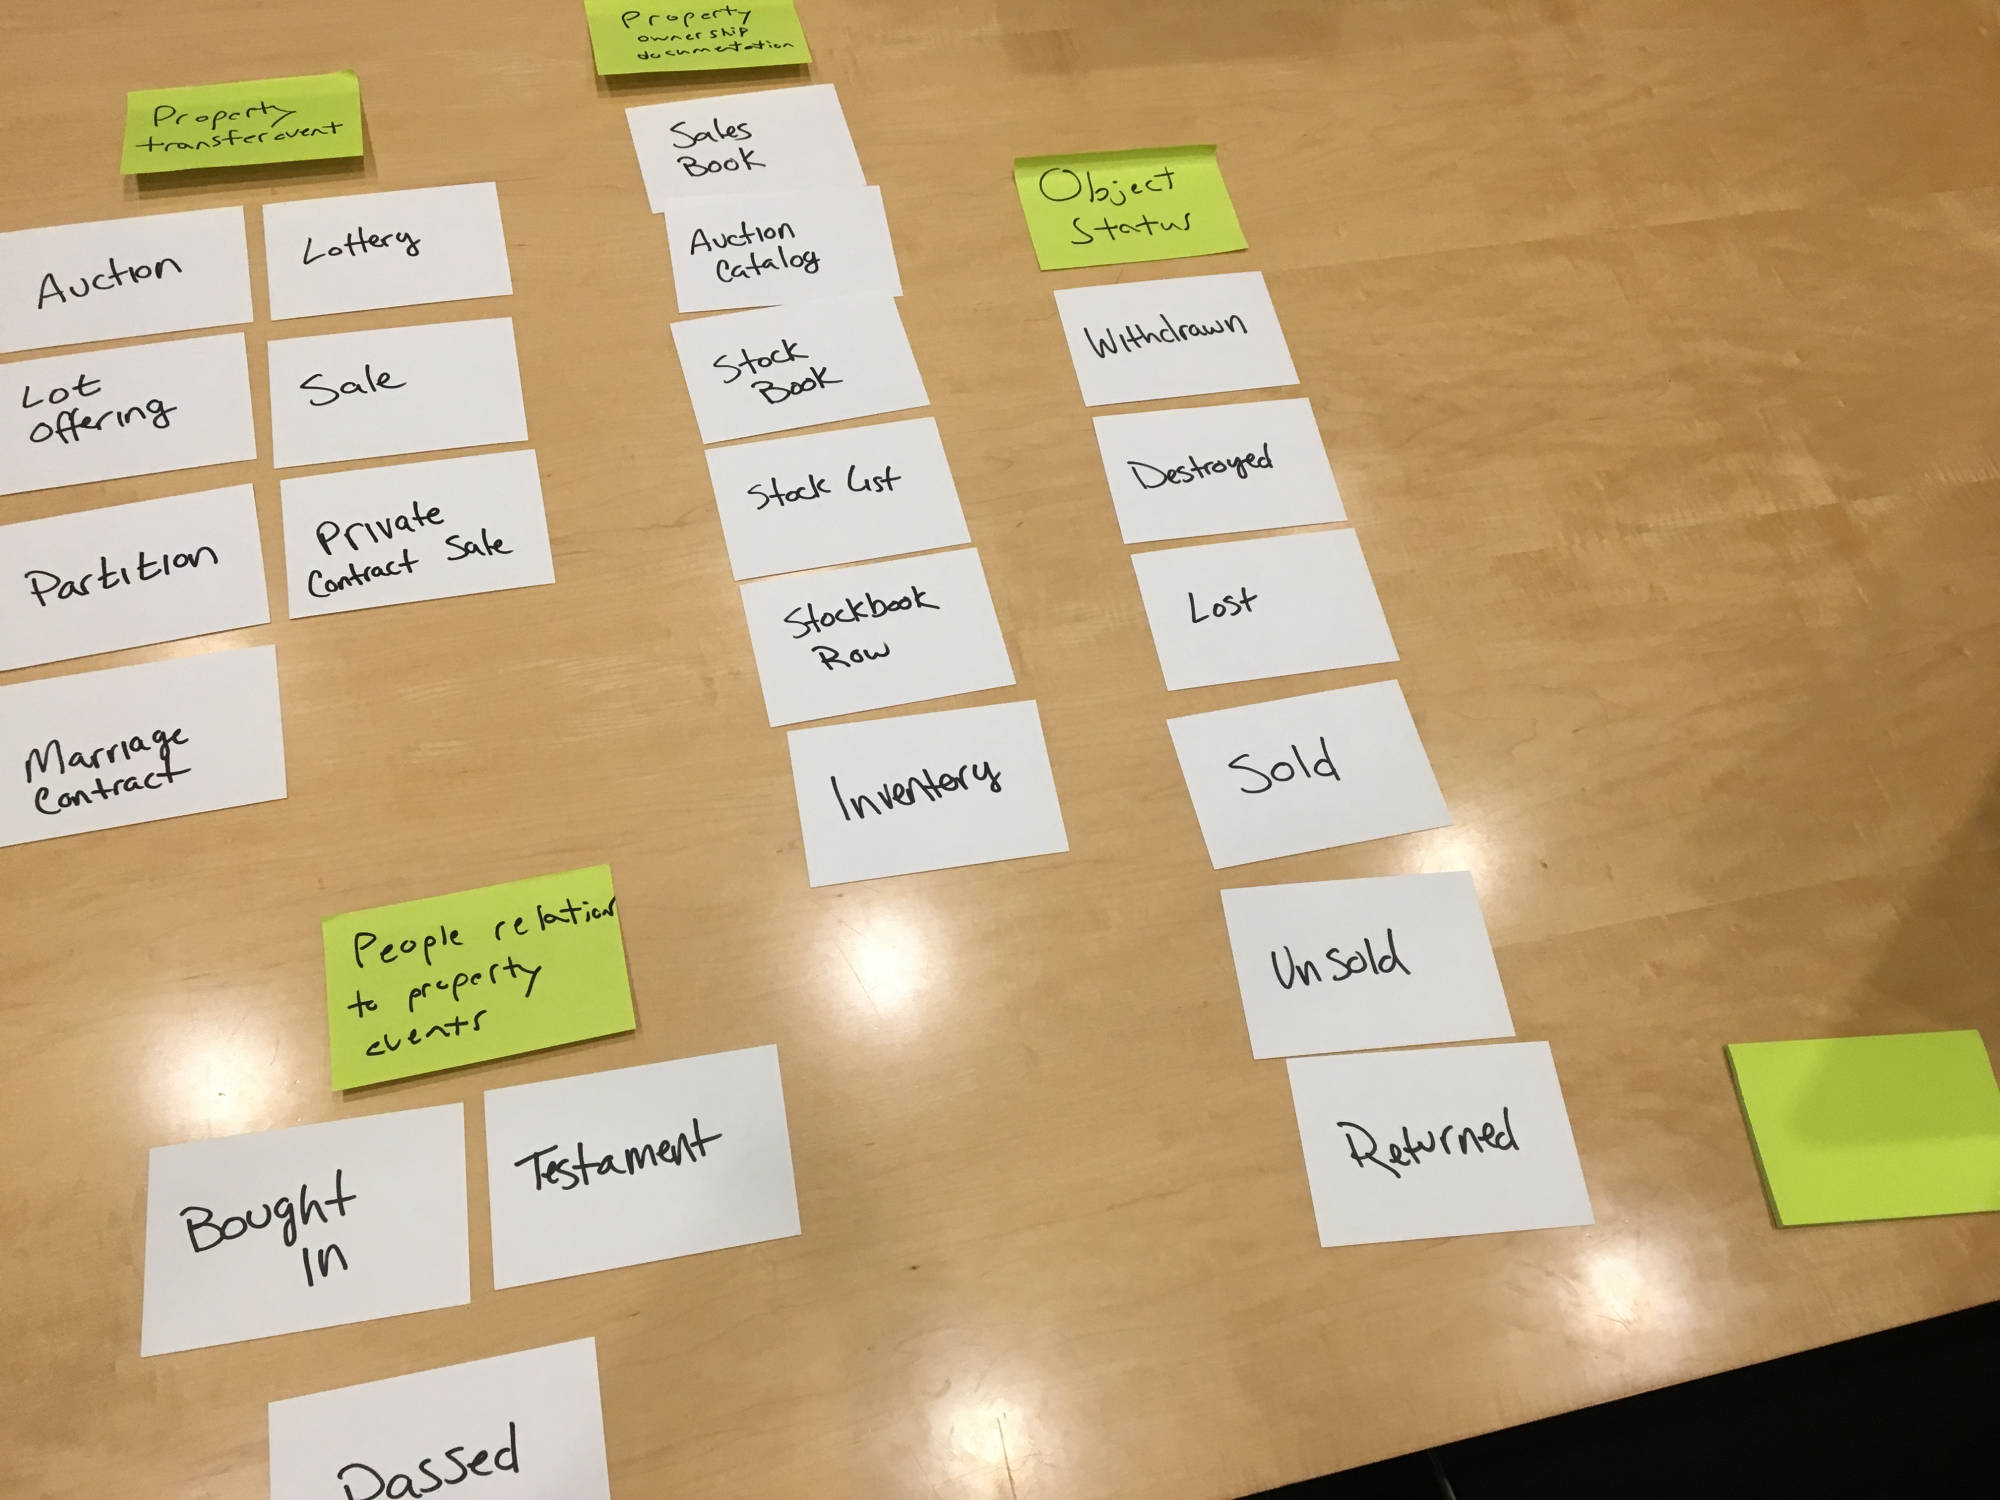 Property
transfer event
Auction
Lot
offering
Partition
Marriage
Contract
Lottery
Sale
Private
Contract Sale
Property
ownership
documentation
Sales
Book
Auction
Catalog
Stock
Book
Stock List
Stockbook
Row
Inventory
Object
Status
Withdrawn
Destroyed
Lost
Sold
Unsold
Returned
People relation
to property
events
Bought
In
Testament
Passed